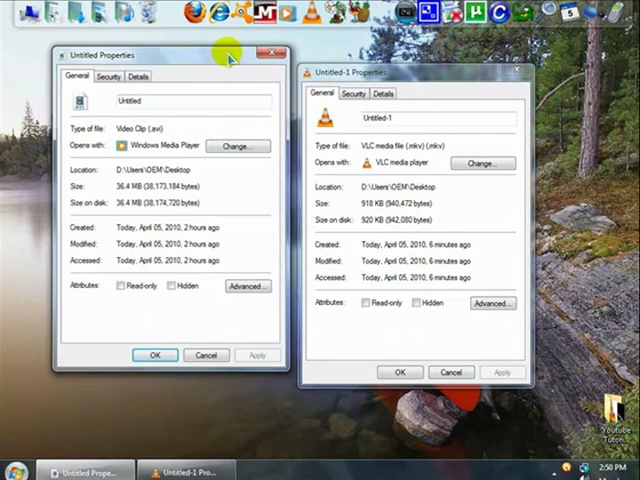 Untitled Properties
General Security Details
Untitled
Type of file: Video Clip (.avi)
Opens with: Windows Media Player Change...
Location: D:\Users\OEM\Desktop
Size: 36.4 MB (38,173,184 bytes)
Size on disk: 36.4 MB (38,174,720 bytes)
Created: Today, April 05, 2010, 2 hours ago
Modified: Today, April 05, 2010, 2 hours ago
Accessed: Today, April 05, 2010, 2 hours ago
Attributes: Read-only Hidden Advanced...
OK Cancel Apply
Untitled-1 Properties
General Security Details
Untitled-1
Type of file: VLC media file (.mkv) (.mkv)
Opens with: VLC media player Change...
Location: D:\Users\OEM\Desktop
Size: 918 KB (940,472 bytes)
Size on disk: 920 KB (942,080 bytes)
Created: Today, April 05, 2010, 6 minutes ago
Modified: Today, April 05, 2010, 6 minutes ago
Accessed: Today, April 05, 2010, 6 minutes ago
Attributes: Read-only Hidden Advanced...
OK Cancel Apply
Youtube
Tutori...
Untitled Prope...
Untitled-1 Pro...
2:50 PM